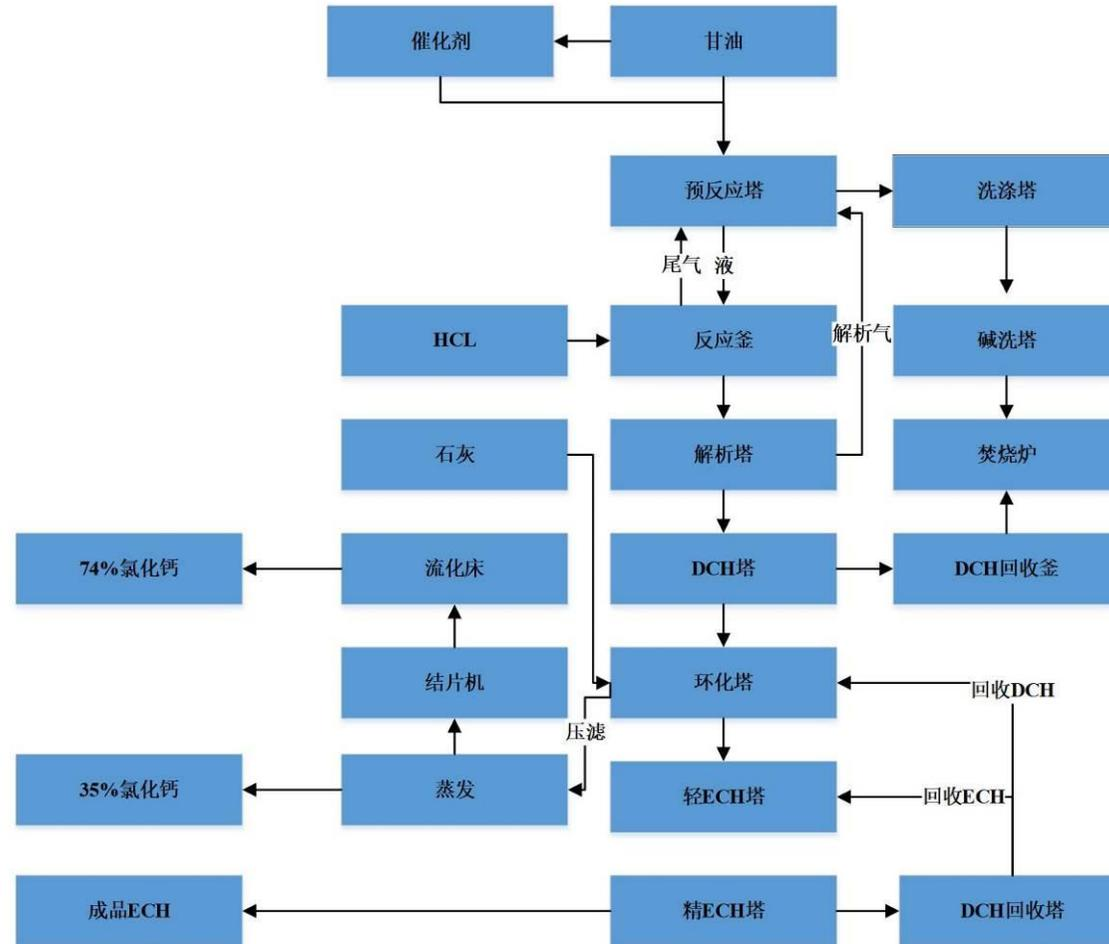 催化剂
甘油
预反应塔
洗涤塔
尾气
液
HCL
反应釜
解析气
碱洗塔
石灰
解析塔
焚烧炉
74%氯化钙
流化床
DCH塔
DCH回收釜
结片机
环化塔
回收DCH
压滤
35%氯化钙
蒸发
轻ECH塔
回收ECH
成品ECH
精ECH塔
DCH回收塔